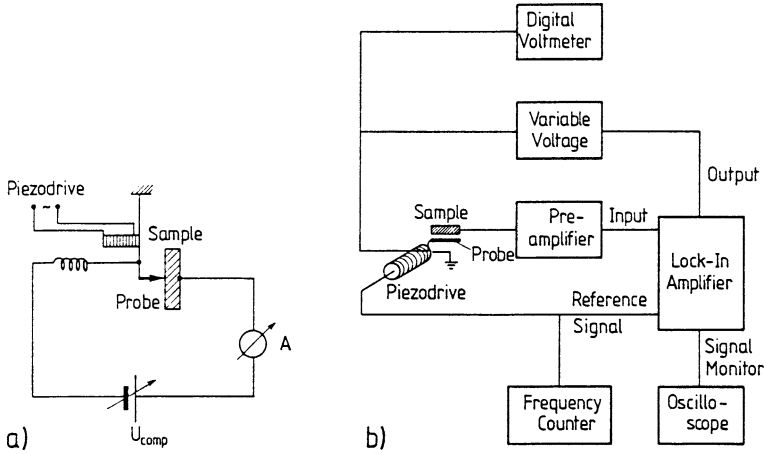 Piezodrive
~
Sample
Probe
A
U comp
a)
Digital
Voltmeter
Variable
Voltage
Output
Sample
Pre-
amplifier
Input
Probe
Lock-In
Amplifier
Piezodrive
Reference
Signal
Signal
Monitor
Frequency
Counter
Oscillo-
scope
b)